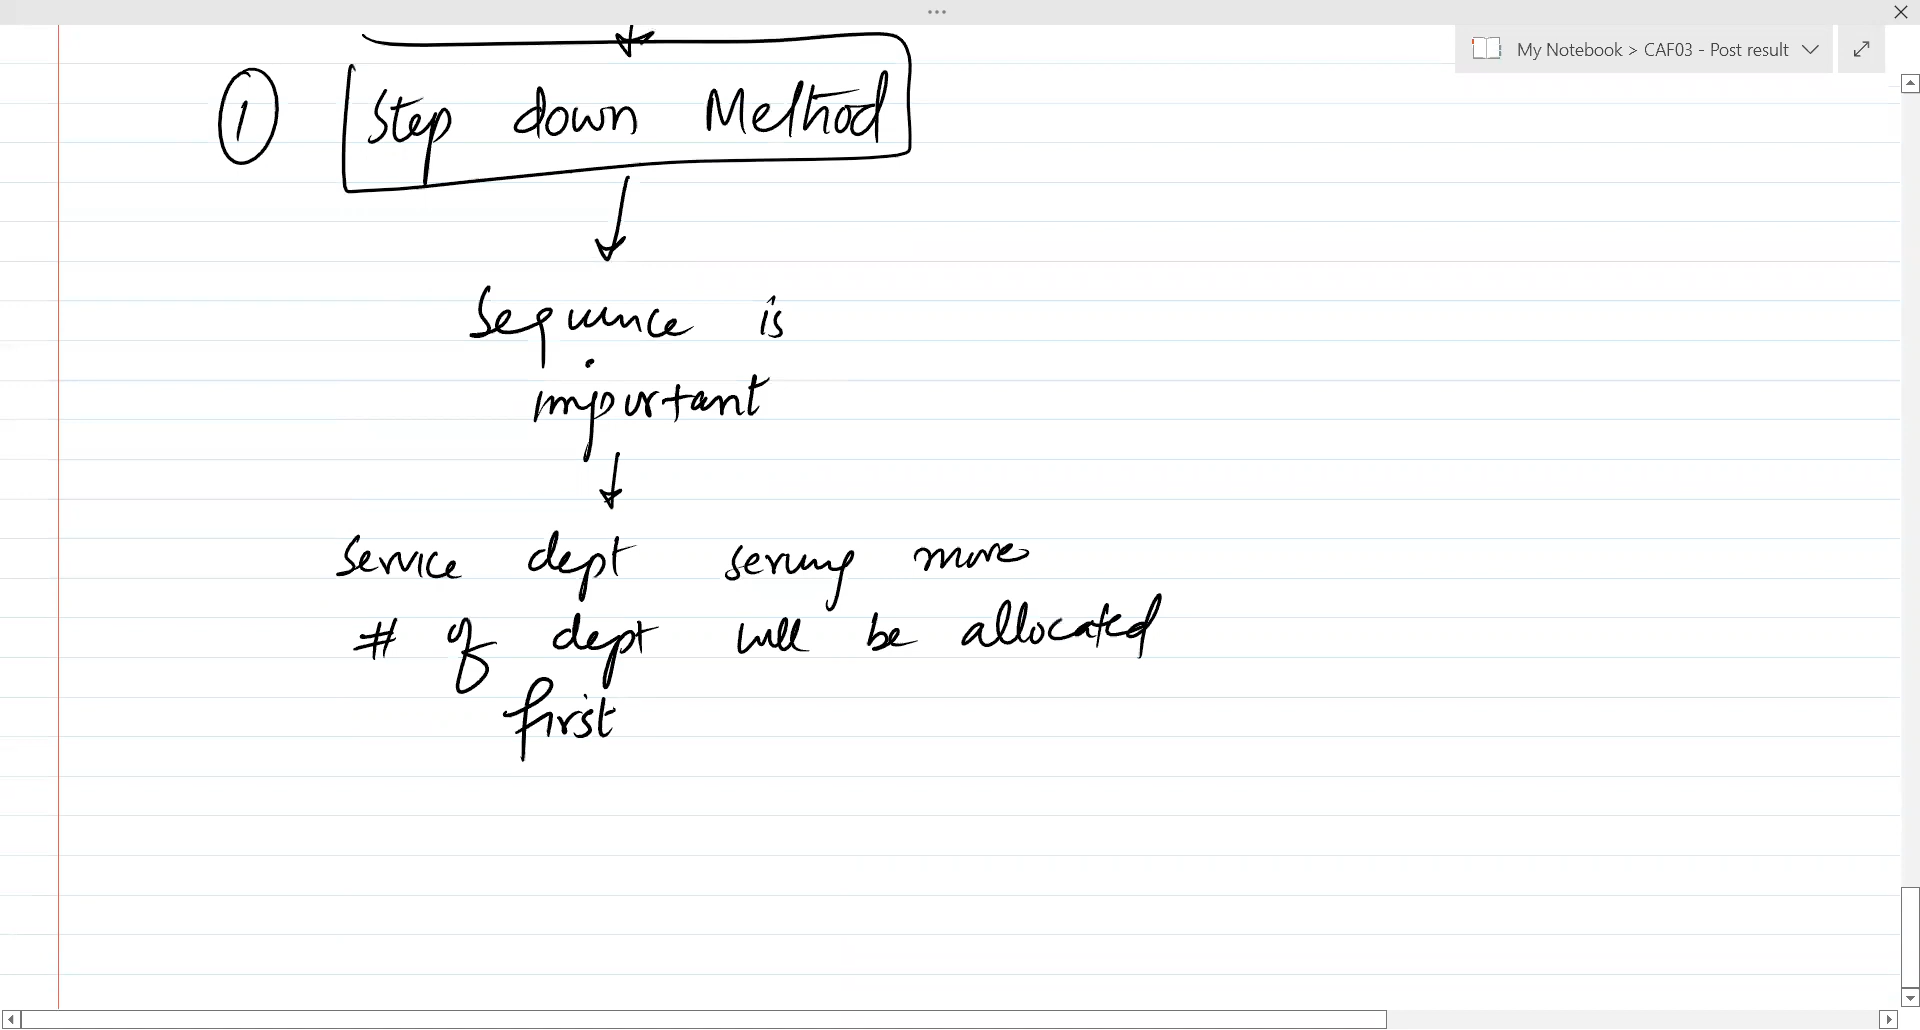 ...
My Notebook > CAF03 - Post result
① Step down Method
Sequence is
important
Service dept serving more
# of dept will be allocated
first